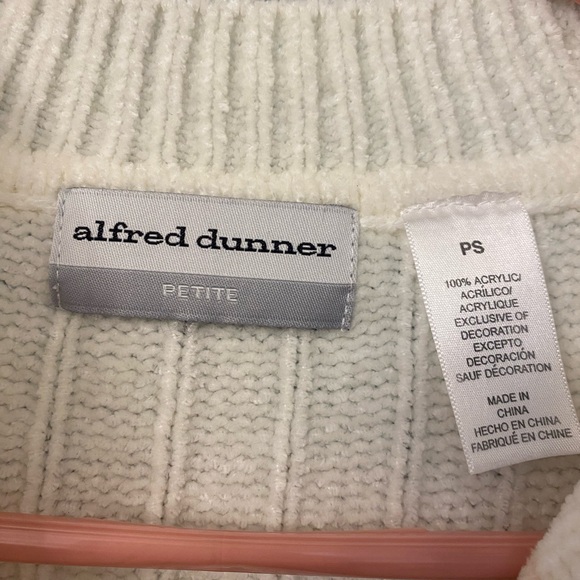 alfred dunner
PETITE
PS
100% ACRYLIC/
ACRÍLICO/
ACRYLIQUE
EXCLUSIVE OF
DECORATION
EXCEPTO
DECORACIÓN
SAUF DÉCORATION
MADE IN
CHINA
HECHO EN CHINA
FABRIQUÉ EN CHINE